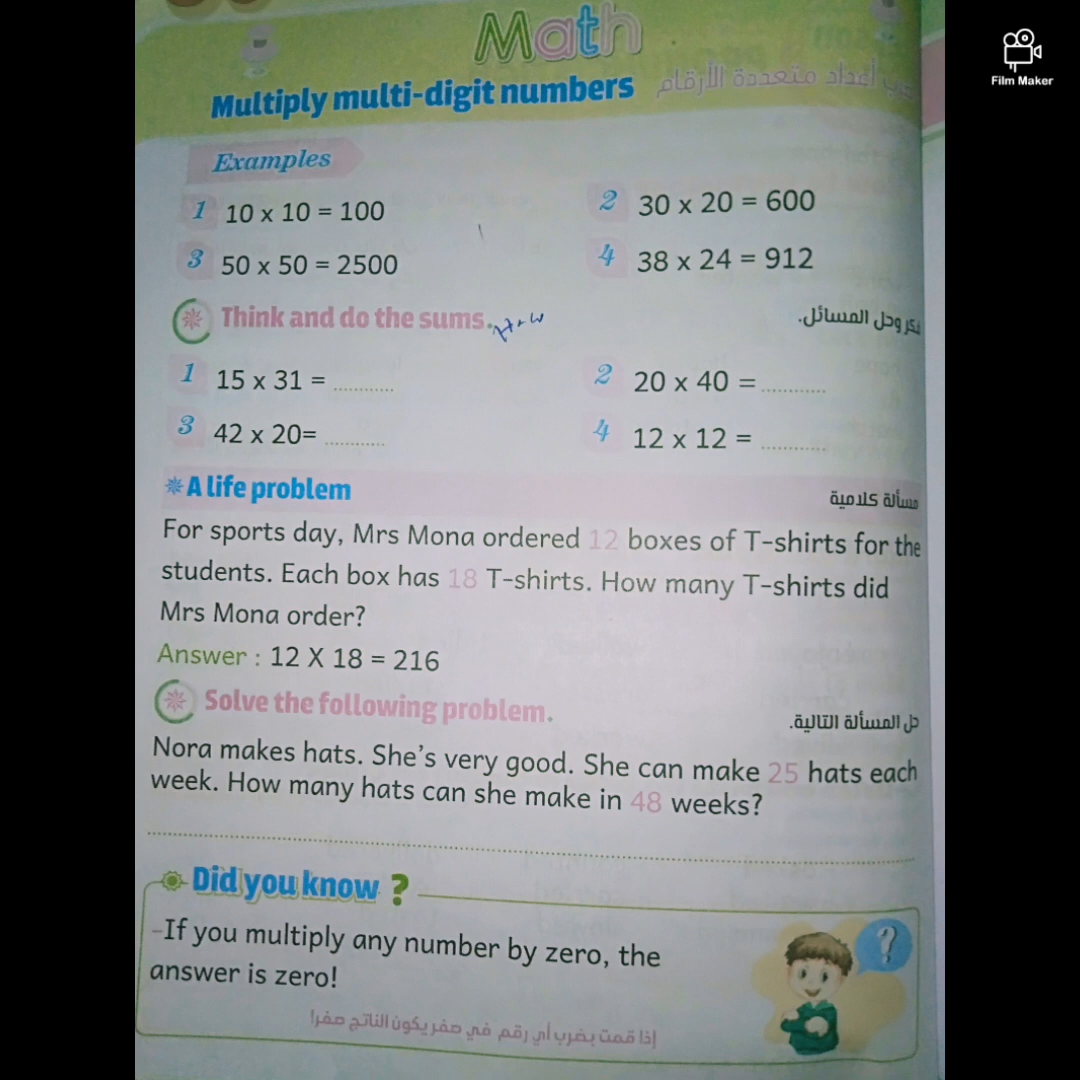 Math
Film Maker
Multiply multi-digit numbers أعداد متعددة الأرقام
Examples
1 10 x 10 = 100
2 30 x 20 = 600
3 50 x 50 = 2500
4 38 x 24 = 912
Think and do the sums. H.W
فكر وحل المسائل.
1 15 x 31 = ............
2 20 x 40 = ............
3 42 x 20= ............
4 12 x 12 = ............
A life problem مسألة كلامية
For sports day, Mrs Mona ordered 12 boxes of T-shirts for the
students. Each box has 18 T-shirts. How many T-shirts did
Mrs Mona order?
Answer : 12 X 18 = 216
Solve the following problem. حل المسألة التالية.
Nora makes hats. She's very good. She can make 25 hats each
week. How many hats can she make in 48 weeks?
Did you know ?
-If you multiply any number by zero, the
answer is zero!
إذا قمت بضرب أي رقم في صفر يكون الناتج صفر!
?